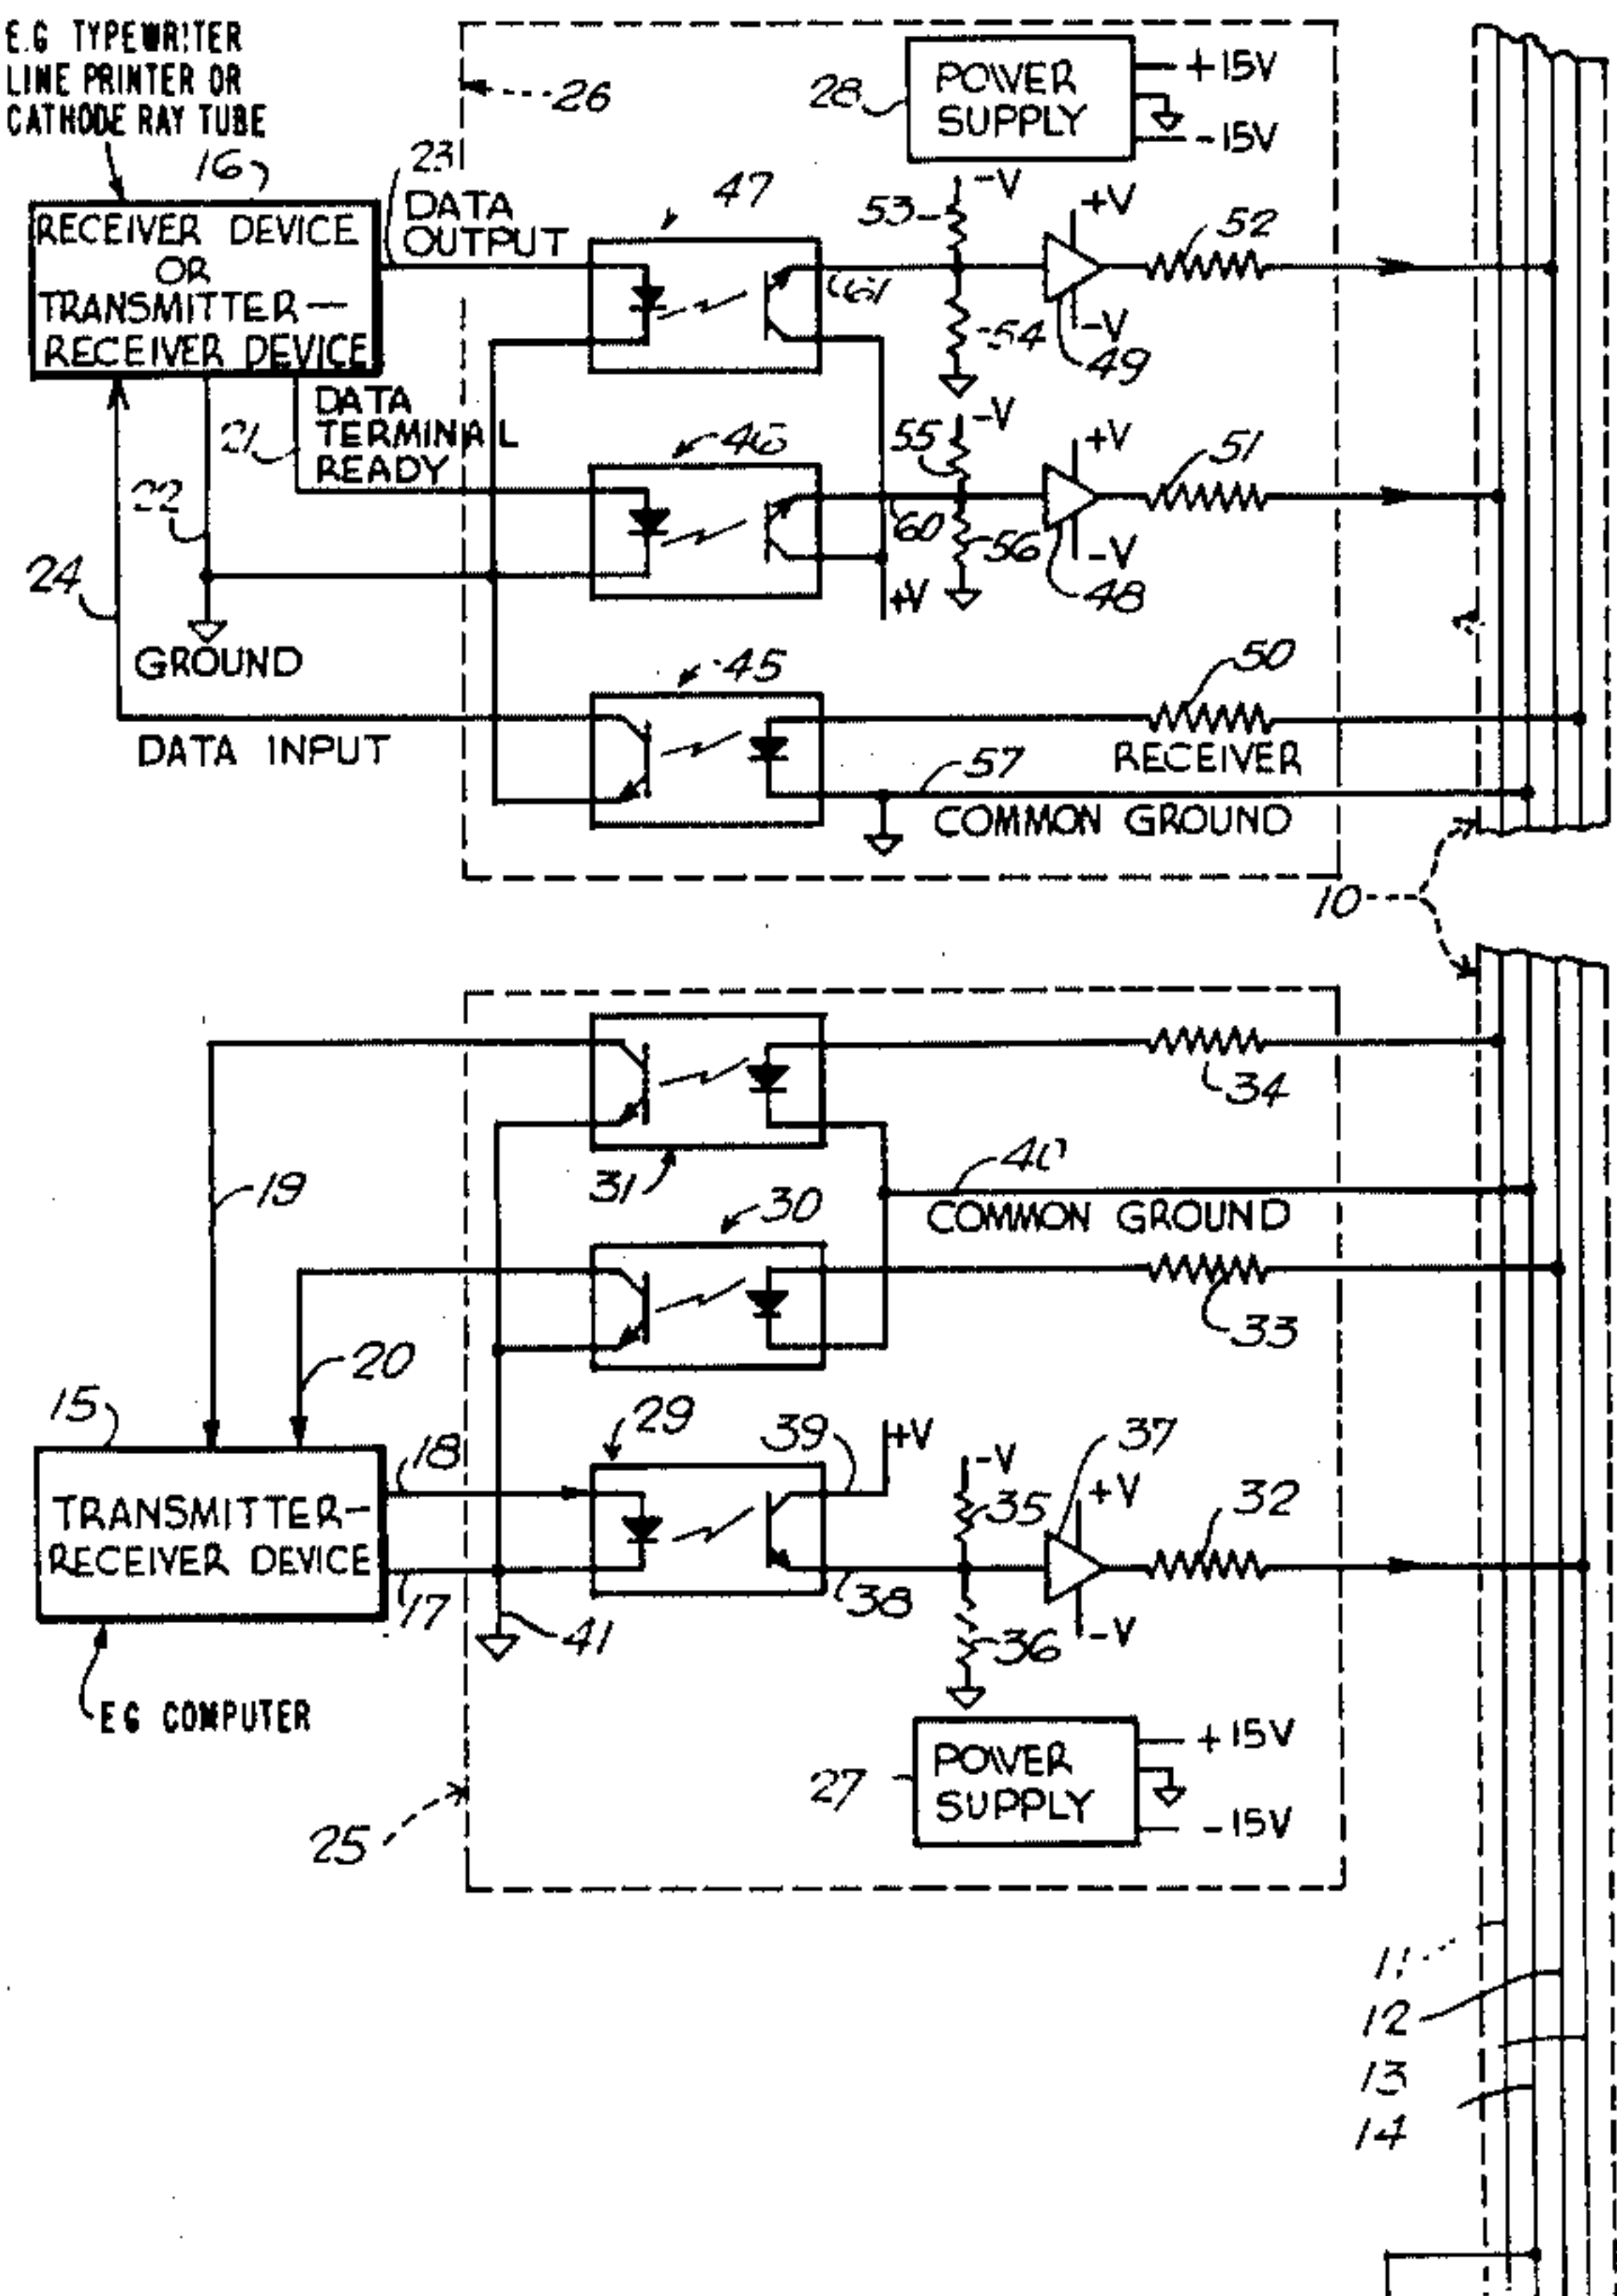 E.G TYPEWRITER
LINE PRINTER OR
CATHODE RAY TUBE
26
28
POWER
SUPPLY
+15V
-15V
16
23
DATA
OUTPUT
47
53
-V
+V
52
RECEIVER DEVICE
OR
TRANSMITTER-
RECEIVER DEVICE
61
54
-V
49
21
DATA
TERMINAL
READY
46
55
-V
+V
51
22
60
56
-V
48
+V
24
GROUND
45
50
DATA INPUT
RECEIVER
57
COMMON GROUND
10
34
31
19
40
COMMON GROUND
30
33
20
15
18
29
39
+V
-V
37
+V
35
32
TRANSMITTER-
RECEIVER DEVICE
17
41
38
36
-V
EG COMPUTER
POWER
SUPPLY
+15V
-15V
27
25
11
12
13
14